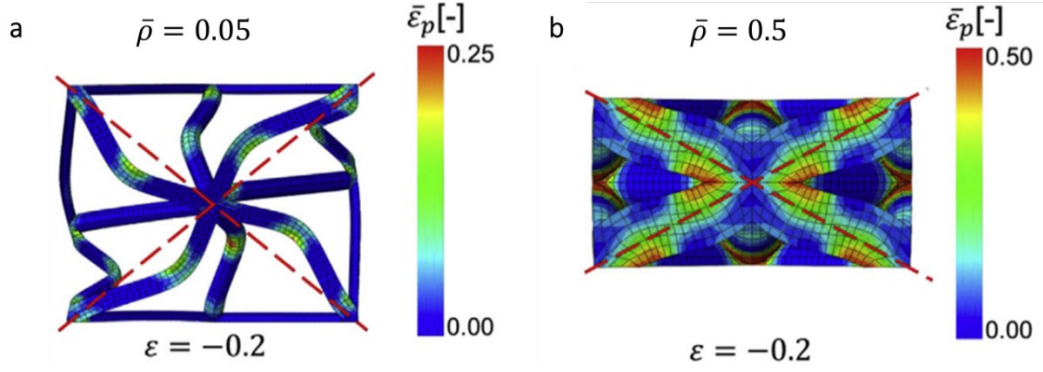 a
ρ̄ = 0.05
ε̄ₚ[-]
0.25
0.00
ε = −0.2
b
ρ̄ = 0.5
ε̄ₚ[-]
0.50
0.00
ε = −0.2